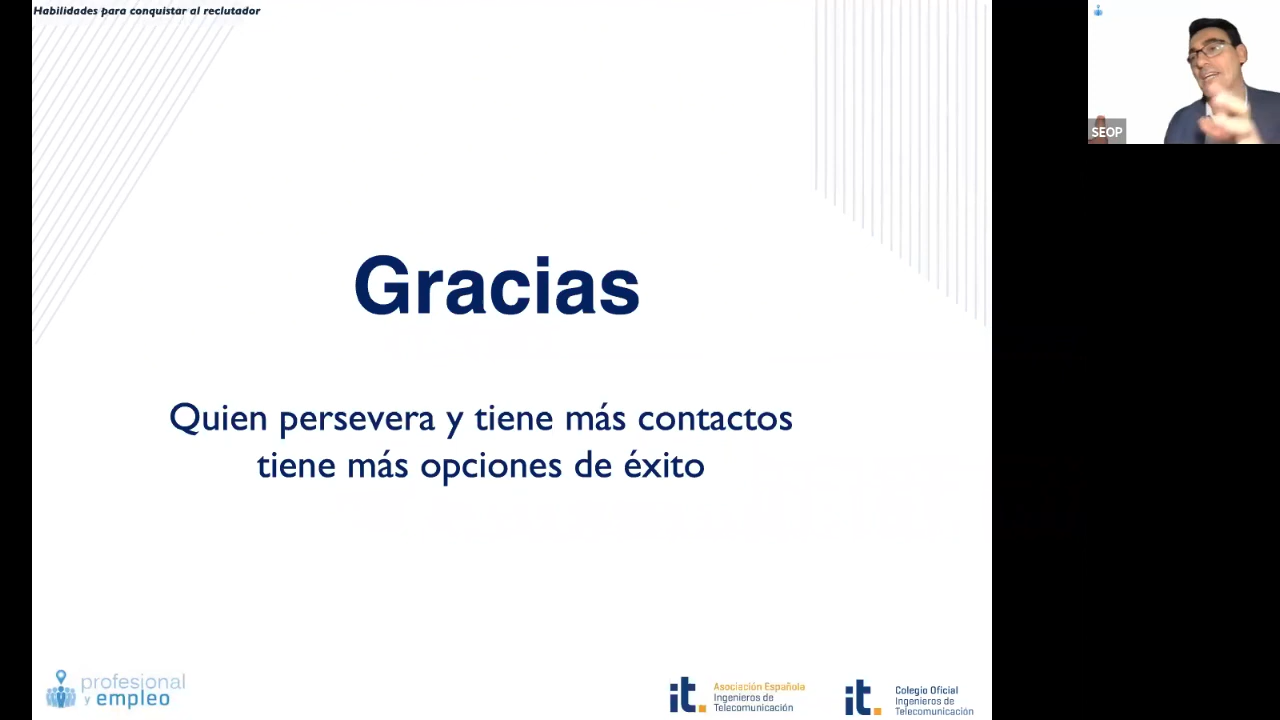 Habilidades para conquistar al reclutador
SEOP
Gracias
Quien persevera y tiene más contactos
tiene más opciones de éxito
profesional
y empleo
it.
Asociación Española
Ingenieros de
Telecomunicación
it.
Colegio Oficial
Ingenieros de
Telecomunicación